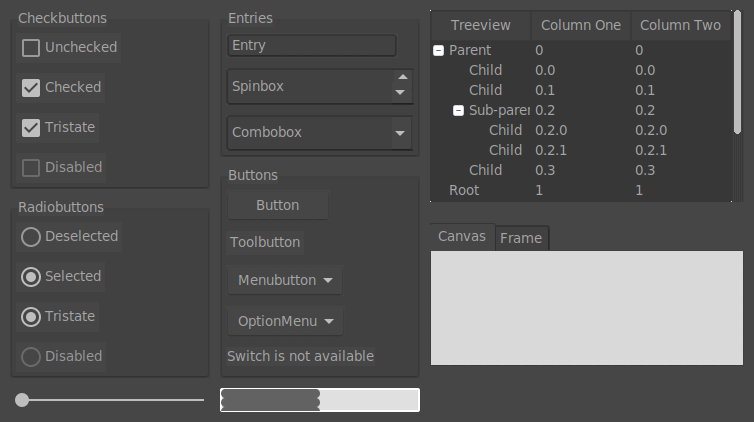 Checkbuttons
Unchecked
Checked
Tristate
Disabled
Radiobuttons
Deselected
Selected
Tristate
Disabled
Entries
Entry
Spinbox
Combobox
Buttons
Button
Toolbutton
Menubutton
OptionMenu
Switch is not available
Treeview Column One Column Two
Parent 0 0
Child 0.0 0.0
Child 0.1 0.1
Sub-parer 0.2 0.2
Child 0.2.0 0.2.0
Child 0.2.1 0.2.1
Child 0.3 0.3
Root 1 1
Canvas Frame